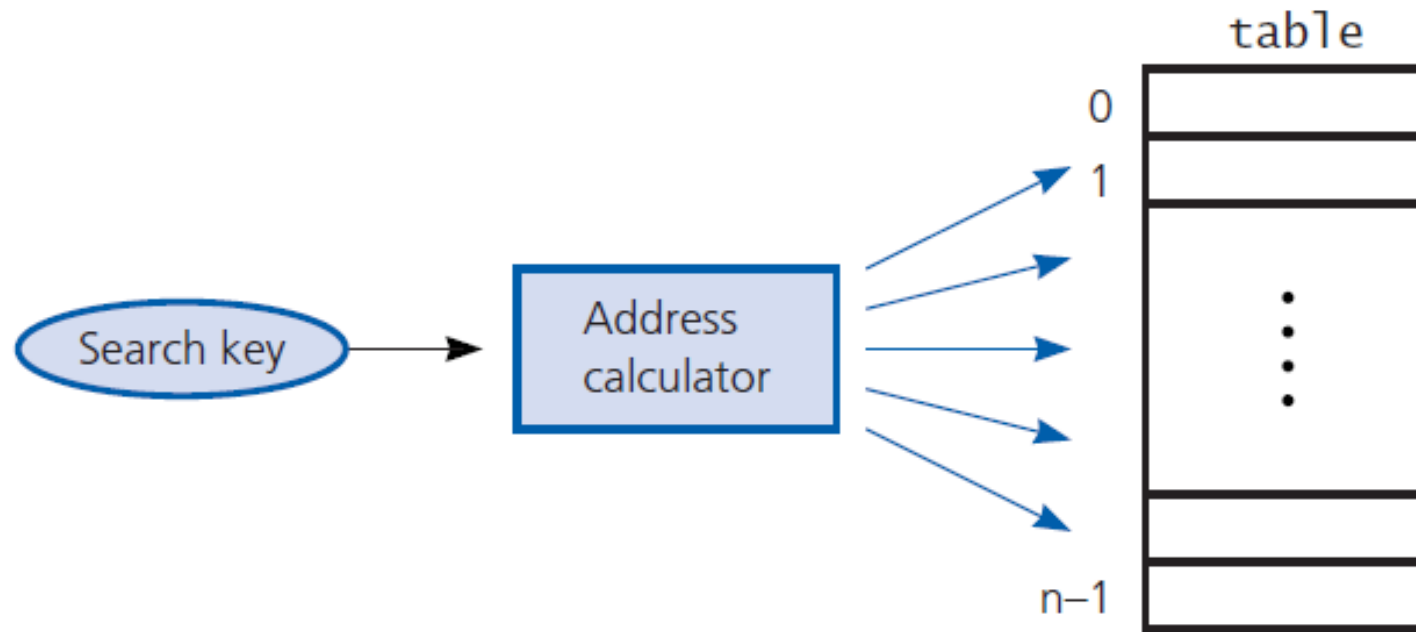 table
0
1
Search key
Address
calculator
n–1